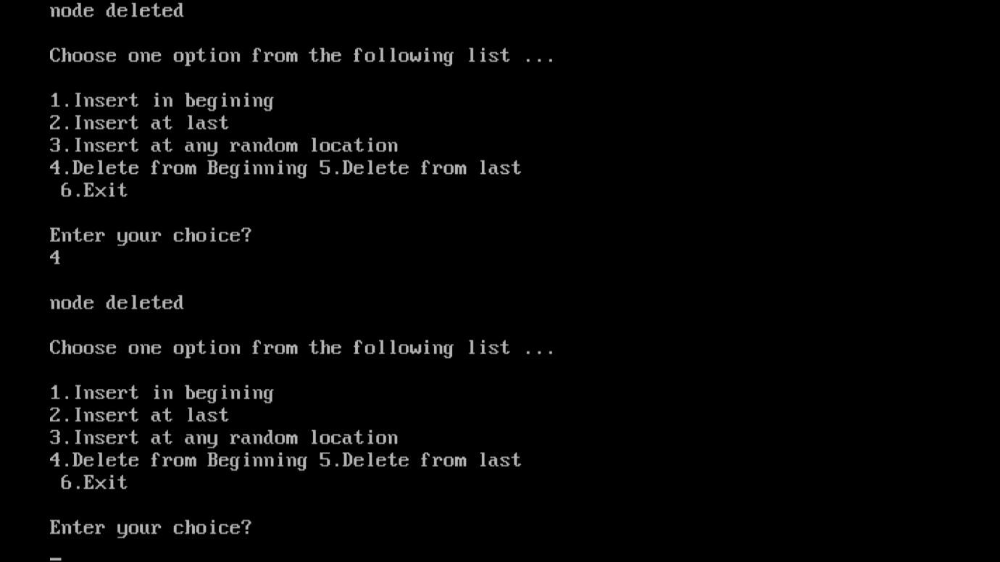 node deleted
Choose one option from the following list ...
1.Insert in begining
2.Insert at last
3.Insert at any random location
4.Delete from Beginning 5.Delete from last
6.Exit
Enter your choice?
4
node deleted
Choose one option from the following list ...
1.Insert in begining
2.Insert at last
3.Insert at any random location
4.Delete from Beginning 5.Delete from last
6.Exit
Enter your choice?
_